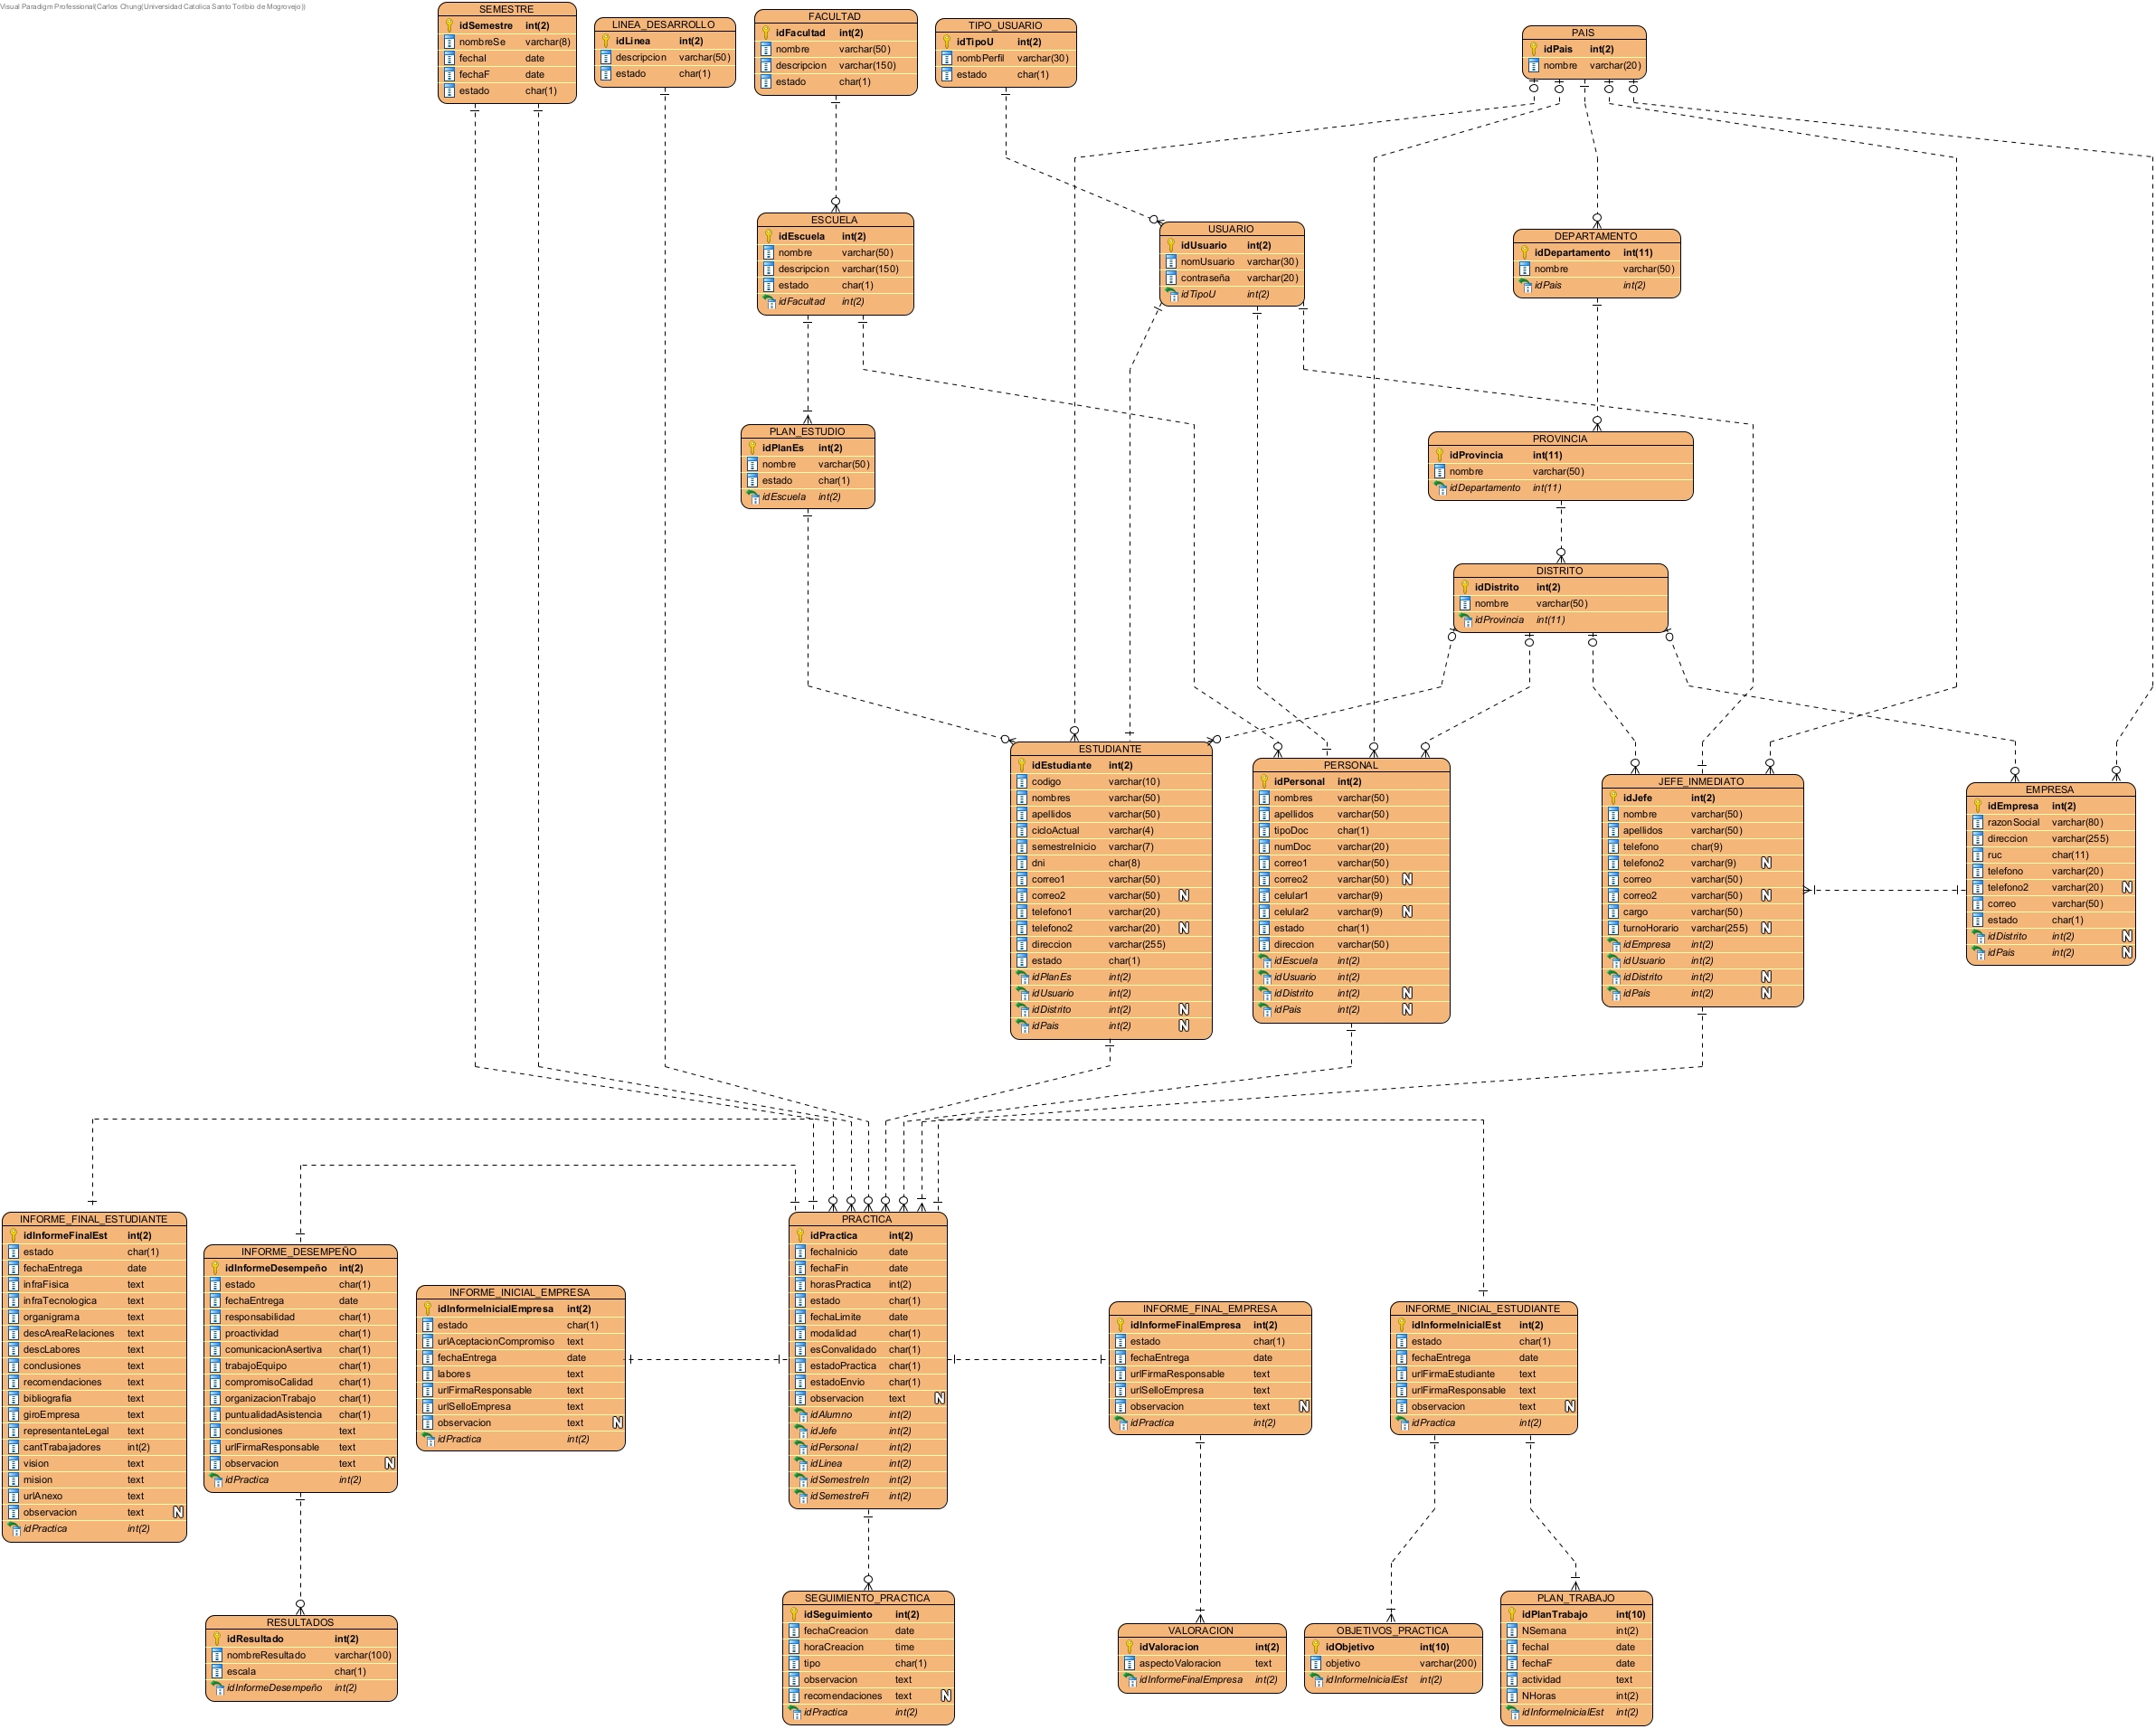 Visual Paradigm Professional(Carlos Chung(Universidad Catolica Santo Toribio de Mogrovejo))
SEMESTRE
idSemestre int(2)
nombreSe varchar(8)
fechaI date
fechaF date
estado char(1)
LINEA_DESARROLLO
idLinea int(2)
descripcion varchar(50)
estado char(1)
FACULTAD
idFacultad int(2)
nombre varchar(50)
descripcion varchar(150)
estado char(1)
TIPO_USUARIO
idTipoU int(2)
nombPerfil varchar(30)
estado char(1)
PAIS
idPais int(2)
nombre varchar(20)
ESCUELA
idEscuela int(2)
nombre varchar(50)
descripcion varchar(150)
estado char(1)
idFacultad int(2)
USUARIO
idUsuario int(2)
nomUsuario varchar(30)
contraseña varchar(20)
idTipoU int(2)
DEPARTAMENTO
idDepartamento int(11)
nombre varchar(50)
idPais int(2)
PLAN_ESTUDIO
idPlanEs int(2)
nombre varchar(50)
estado char(1)
idEscuela int(2)
PROVINCIA
idProvincia int(11)
nombre varchar(50)
idDepartamento int(11)
DISTRITO
idDistrito int(2)
nombre varchar(50)
idProvincia int(11)
ESTUDIANTE
idEstudiante int(2)
codigo varchar(10)
nombres varchar(50)
apellidos varchar(50)
cicloActual varchar(4)
semestreInicio varchar(7)
dni char(8)
correo1 varchar(50)
correo2 varchar(50) N
telefono1 varchar(20)
telefono2 varchar(20) N
direccion varchar(255)
estado char(1)
idPlanEs int(2)
idUsuario int(2)
idDistrito int(2) N
idPais int(2) N
PERSONAL
idPersonal int(2)
nombres varchar(50)
apellidos varchar(50)
tipoDoc char(1)
numDoc varchar(20)
correo1 varchar(50)
correo2 varchar(50) N
celular1 varchar(9)
celular2 varchar(9) N
estado char(1)
direccion varchar(50)
idEscuela int(2)
idUsuario int(2)
idDistrito int(2) N
idPais int(2) N
JEFE_INMEDIATO
idJefe int(2)
nombre varchar(50)
apellidos varchar(50)
telefono char(9)
telefono2 varchar(9) N
correo varchar(50)
correo2 varchar(50) N
cargo varchar(50)
turnoHorario varchar(255) N
idEmpresa int(2)
idUsuario int(2)
idDistrito int(2) N
idPais int(2) N
EMPRESA
idEmpresa int(2)
razonSocial varchar(80)
direccion varchar(255)
ruc char(11)
telefono varchar(20)
telefono2 varchar(20) N
correo varchar(50)
estado char(1)
idDistrito int(2) N
idPais int(2) N
INFORME_FINAL_ESTUDIANTE
idInformeFinalEst int(2)
estado char(1)
fechaEntrega date
infraFisica text
infraTecnologica text
organigrama text
descAreaRelaciones text
descLabores text
conclusiones text
recomendaciones text
bibliografia text
giroEmpresa text
representanteLegal text
cantTrabajadores int(2)
vision text
mision text
urlAnexo text
observacion text N
idPractica int(2)
INFORME_DESEMPEÑO
idInformeDesempeño int(2)
estado char(1)
fechaEntrega date
responsabilidad char(1)
proactividad char(1)
comunicacionAsertiva char(1)
trabajoEquipo char(1)
compromisoCalidad char(1)
organizacionTrabajo char(1)
puntualidadAsistencia char(1)
conclusiones text
urlFirmaResponsable text
observacion text N
idPractica int(2)
INFORME_INICIAL_EMPRESA
idInformeInicialEmpresa int(2)
estado char(1)
urlAceptacionCompromiso text
fechaEntrega date
labores text
urlFirmaResponsable text
urlSelloEmpresa text
observacion text N
idPractica int(2)
PRACTICA
idPractica int(2)
fechaInicio date
fechaFin date
horasPractica int(2)
estado char(1)
fechaLimite date
modalidad char(1)
esConvalidado char(1)
estadoPractica char(1)
estadoEnvio char(1)
observacion text N
idAlumno int(2)
idJefe int(2)
idPersonal int(2)
idLinea int(2)
idSemestreIn int(2)
idSemestreFi int(2)
INFORME_FINAL_EMPRESA
idInformeFinalEmpresa int(2)
estado char(1)
fechaEntrega date
urlFirmaResponsable text
urlSelloEmpresa text
observacion text N
idPractica int(2)
INFORME_INICIAL_ESTUDIANTE
idInformeInicialEst int(2)
estado char(1)
fechaEntrega date
urlFirmaEstudiante text
urlFirmaResponsable text
observacion text N
idPractica int(2)
RESULTADOS
idResultado int(2)
nombreResultado varchar(100)
escala char(1)
idInformeDesempeño int(2)
SEGUIMIENTO_PRACTICA
idSeguimiento int(2)
fechaCreacion date
horaCreacion time
tipo char(1)
observacion text
recomendaciones text N
idPractica int(2)
VALORACION
idValoracion int(2)
aspectoValoracion text
idInformeFinalEmpresa int(2)
OBJETIVOS_PRACTICA
idObjetivo int(10)
objetivo varchar(200)
idInformeInicialEst int(2)
PLAN_TRABAJO
idPlanTrabajo int(10)
NSemana int(2)
fechaI date
fechaF date
actividad text
NHoras int(2)
idInformeInicialEst int(2)